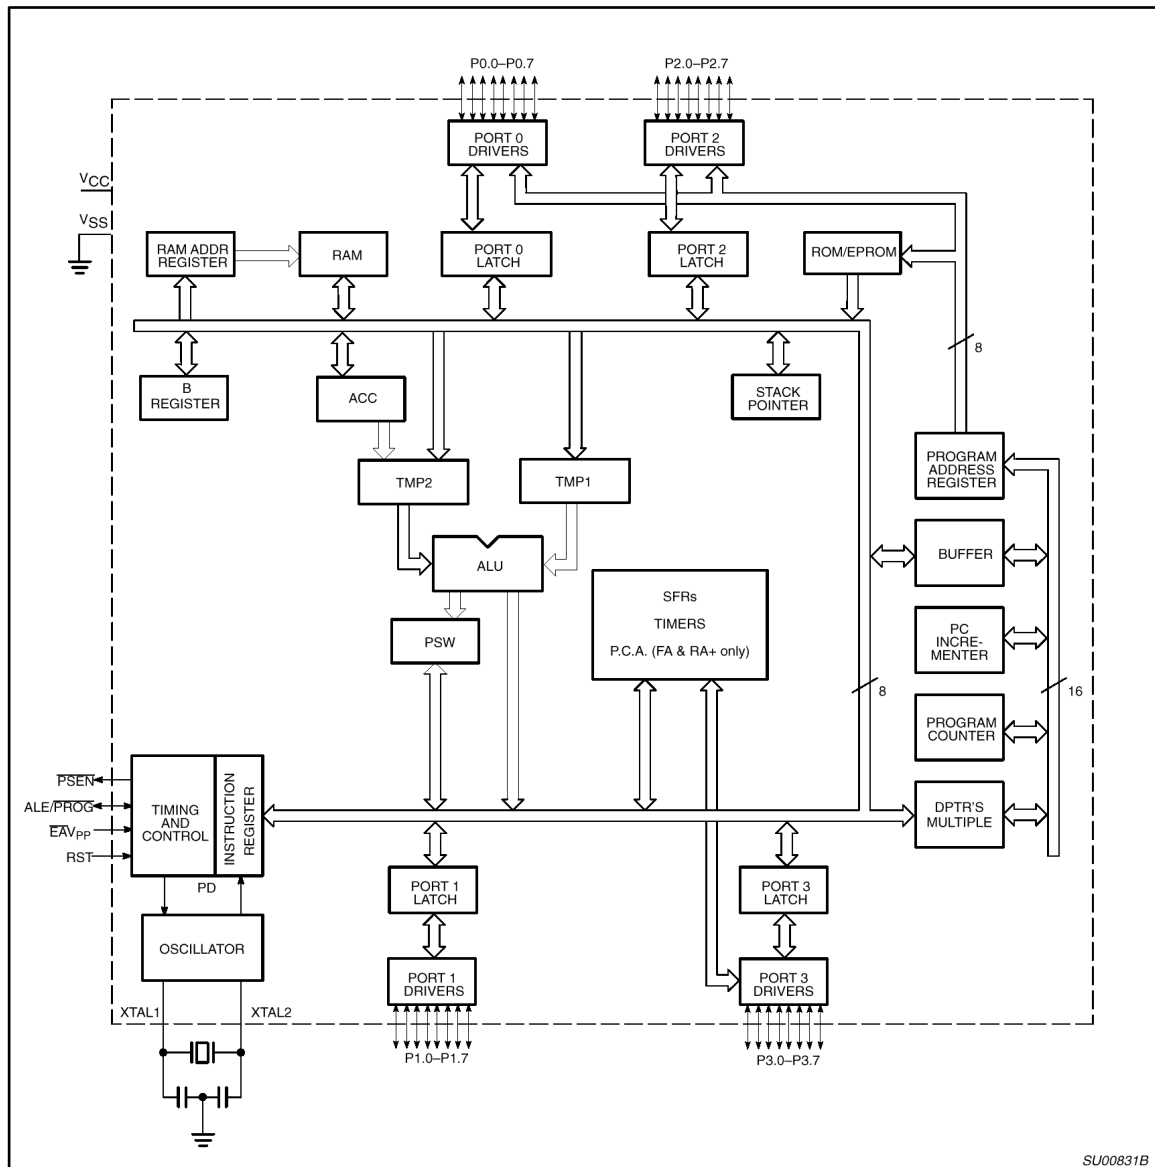 P0.0–P0.7
P2.0–P2.7
PORT 0
DRIVERS
PORT 2
DRIVERS
VCC
VSS
RAM ADDR
REGISTER
RAM
PORT 0
LATCH
PORT 2
LATCH
ROM/EPROM
8
B
REGISTER
ACC
STACK
POINTER
PROGRAM
ADDRESS
REGISTER
TMP2
TMP1
BUFFER
ALU
SFRs
TIMERS
P.C.A. (FA & RA+ only)
PSW
PC
INCRE-
MENTER
8
16
PROGRAM
COUNTER
PSEN
ALE/PROG
EAVPP
RST
TIMING
AND
CONTROL
INSTRUCTION
REGISTER
DPTR'S
MULTIPLE
PD
PORT 1
LATCH
PORT 3
LATCH
OSCILLATOR
PORT 1
DRIVERS
PORT 3
DRIVERS
XTAL1
XTAL2
P1.0–P1.7
P3.0–P3.7
SU00831B